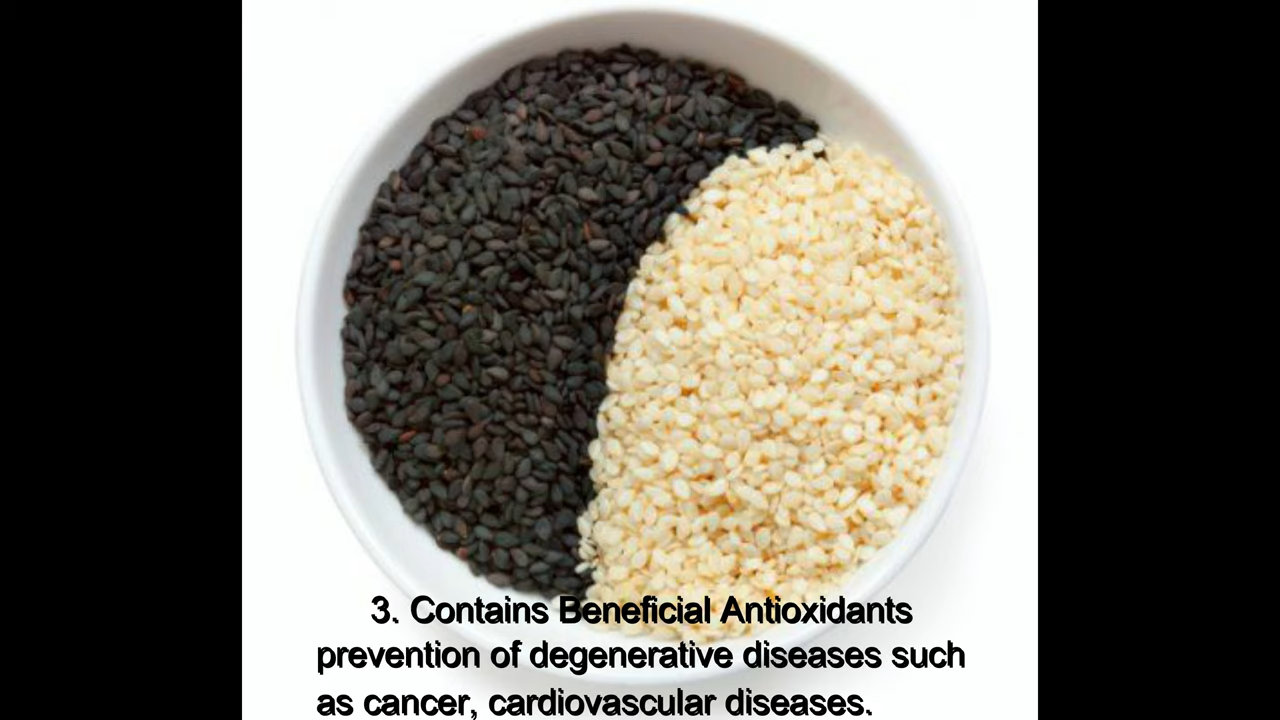 3. Contains Beneficial Antioxidants
prevention of degenerative diseases such
as cancer, cardiovascular diseases.